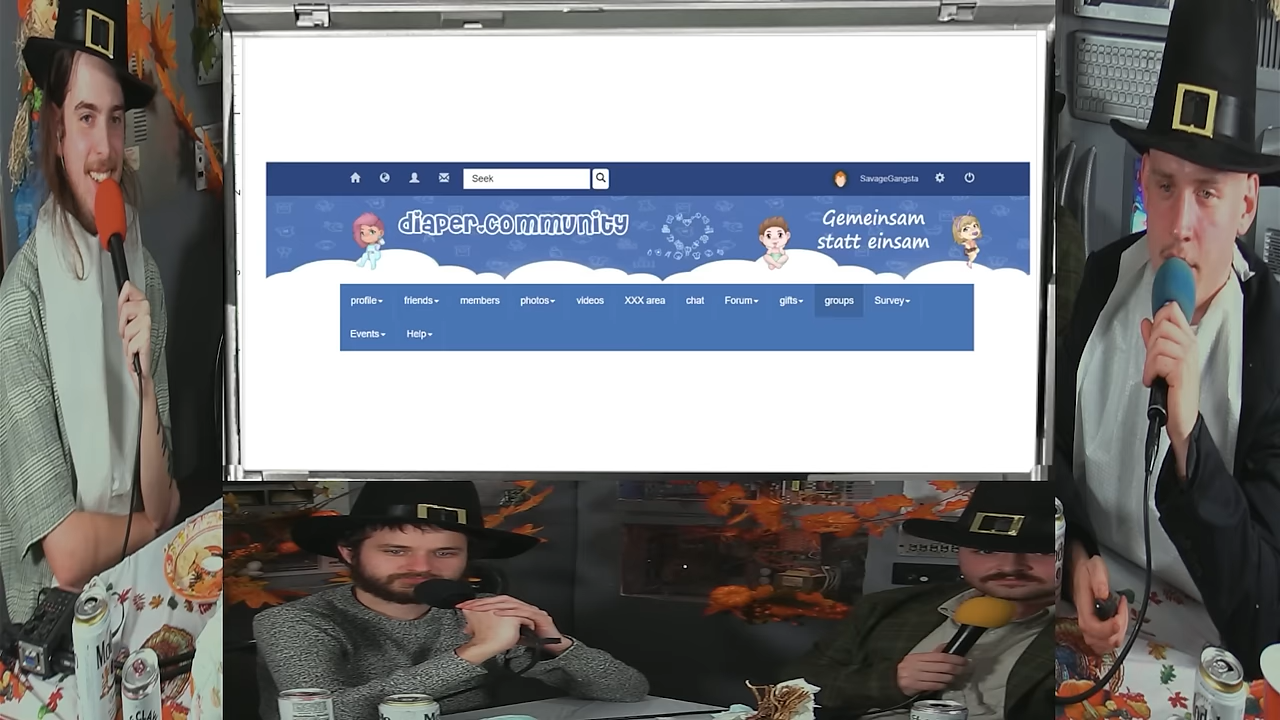 Seek
SavageGangsta
diaper.community
Gemeinsam
statt einsam
profile
friends
members
photos
videos
XXX area
chat
Forum
gifts
groups
Survey
Events
Help